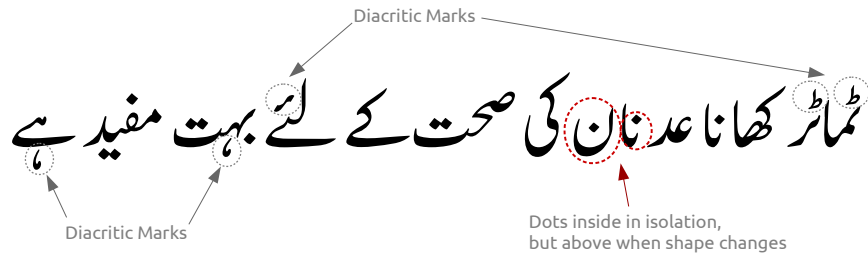 Diacritic Marks
ٹماٹر کھانا عدنان کی صحت کے لئے بہت مفید ہے
Diacritic Marks
Dots inside in isolation,
but above when shape changes